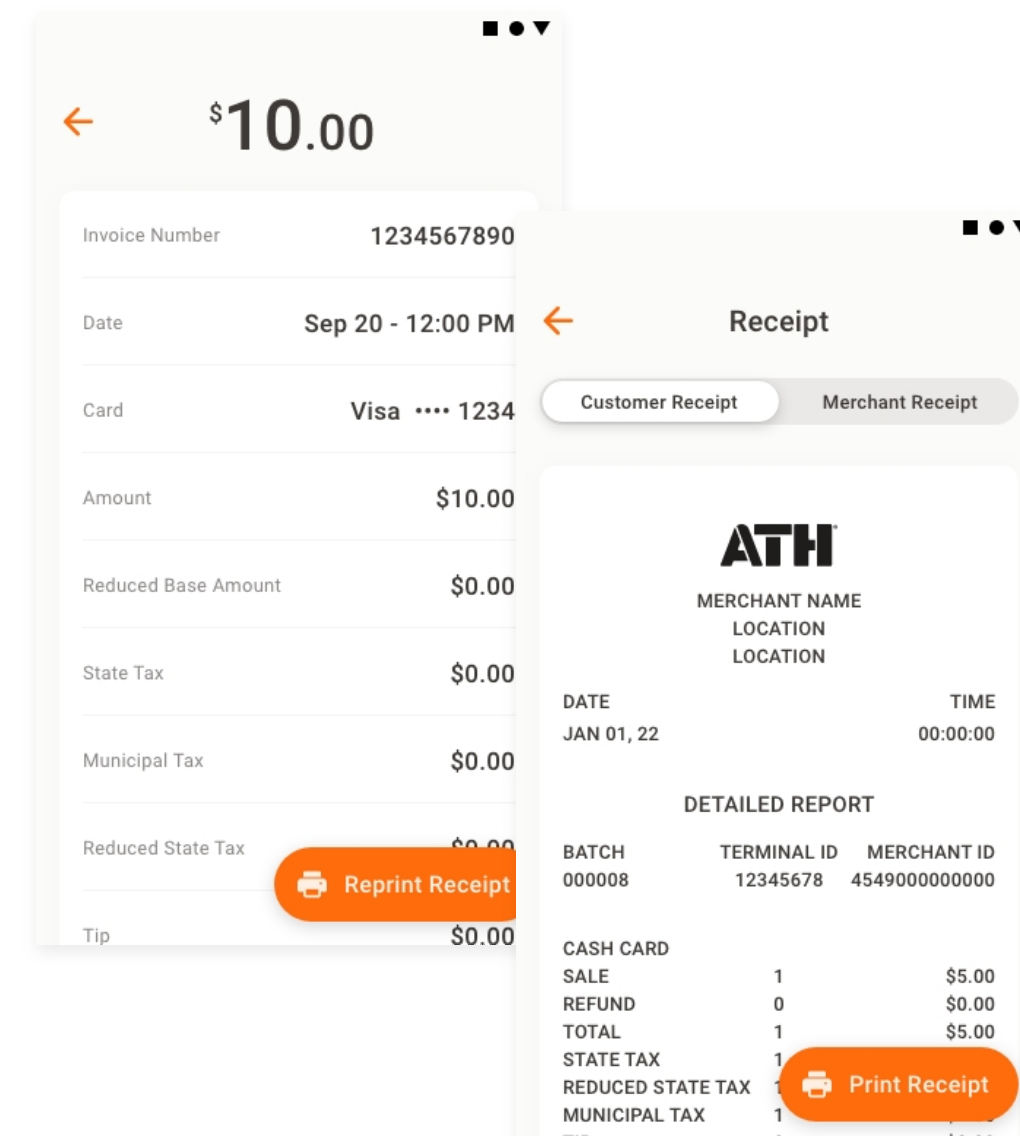 $10.00
Invoice Number 1234567890
Date Sep 20 - 12:00 PM
Card Visa •••• 1234
Amount $10.00
Reduced Base Amount $0.00
State Tax $0.00
Municipal Tax $0.00
Reduced State Tax $0.00
Reprint Receipt
Tip $0.00
Receipt
Customer Receipt Merchant Receipt
ATH
MERCHANT NAME
LOCATION
LOCATION
DATE TIME
JAN 01, 22 00:00:00
DETAILED REPORT
BATCH TERMINAL ID MERCHANT ID
000008 12345678 4549000000000
CASH CARD
SALE 1 $5.00
REFUND 0 $0.00
TOTAL 1 $5.00
STATE TAX 1
REDUCED STATE TAX 1
Print Receipt
MUNICIPAL TAX 1